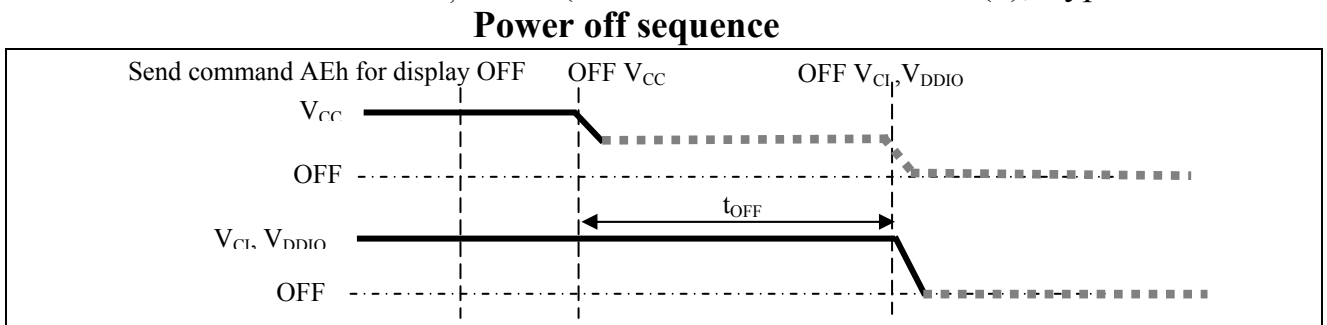 Power off sequence
Send command AEh for display OFF OFF VCC OFF VCI, VDDIO
VCC
OFF
tOFF
VCI, VDDIO
OFF